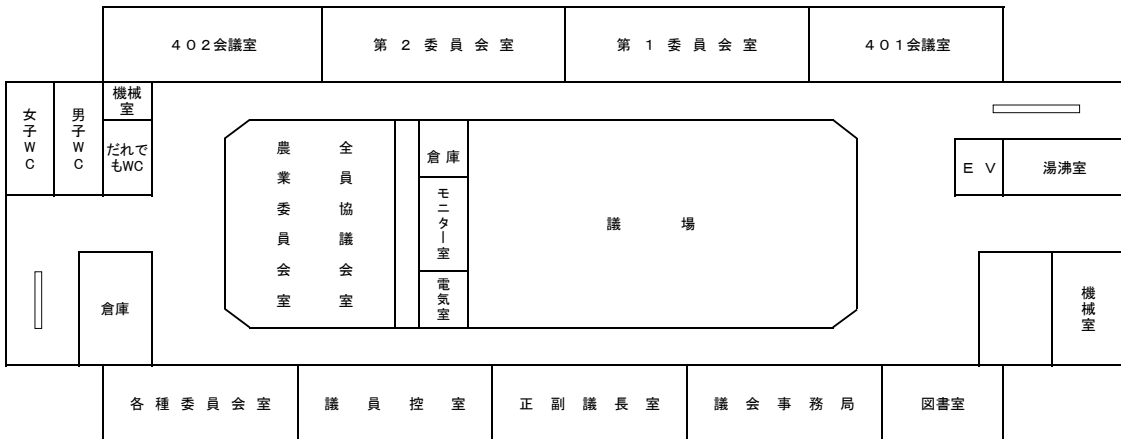 ４０２会議室
第２委員会室
第１委員会室
４０１会議室
女子ＷＣ
男子ＷＣ
機械室
だれでもWC
農業委員会室
全員協議会室
倉庫
モニター室
電気室
議場
ＥＶ
湯沸室
倉庫
機械室
各種委員会室
議員控室
正副議長室
議会事務局
図書室